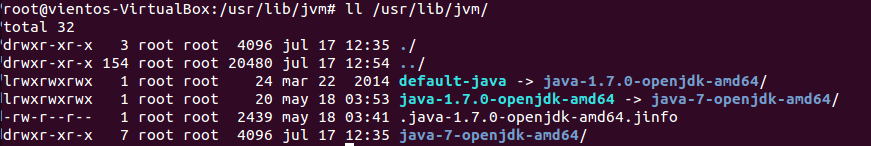 root@vientos-VirtualBox:/usr/lib/jvm# ll /usr/lib/jvm/
total 32
drwxr-xr-x   3 root root  4096 jul 17 12:35 ./
drwxr-xr-x 154 root root 20480 jul 17 12:54 ../
lrwxrwxrwx   1 root root    24 mar 22  2014 default-java -> java-1.7.0-openjdk-amd64/
lrwxrwxrwx   1 root root    20 may 18 03:53 java-1.7.0-openjdk-amd64 -> java-7-openjdk-amd64/
-rw-r--r--   1 root root  2439 may 18 03:41 .java-1.7.0-openjdk-amd64.jinfo
drwxr-xr-x   7 root root  4096 jul 17 12:35 java-7-openjdk-amd64/